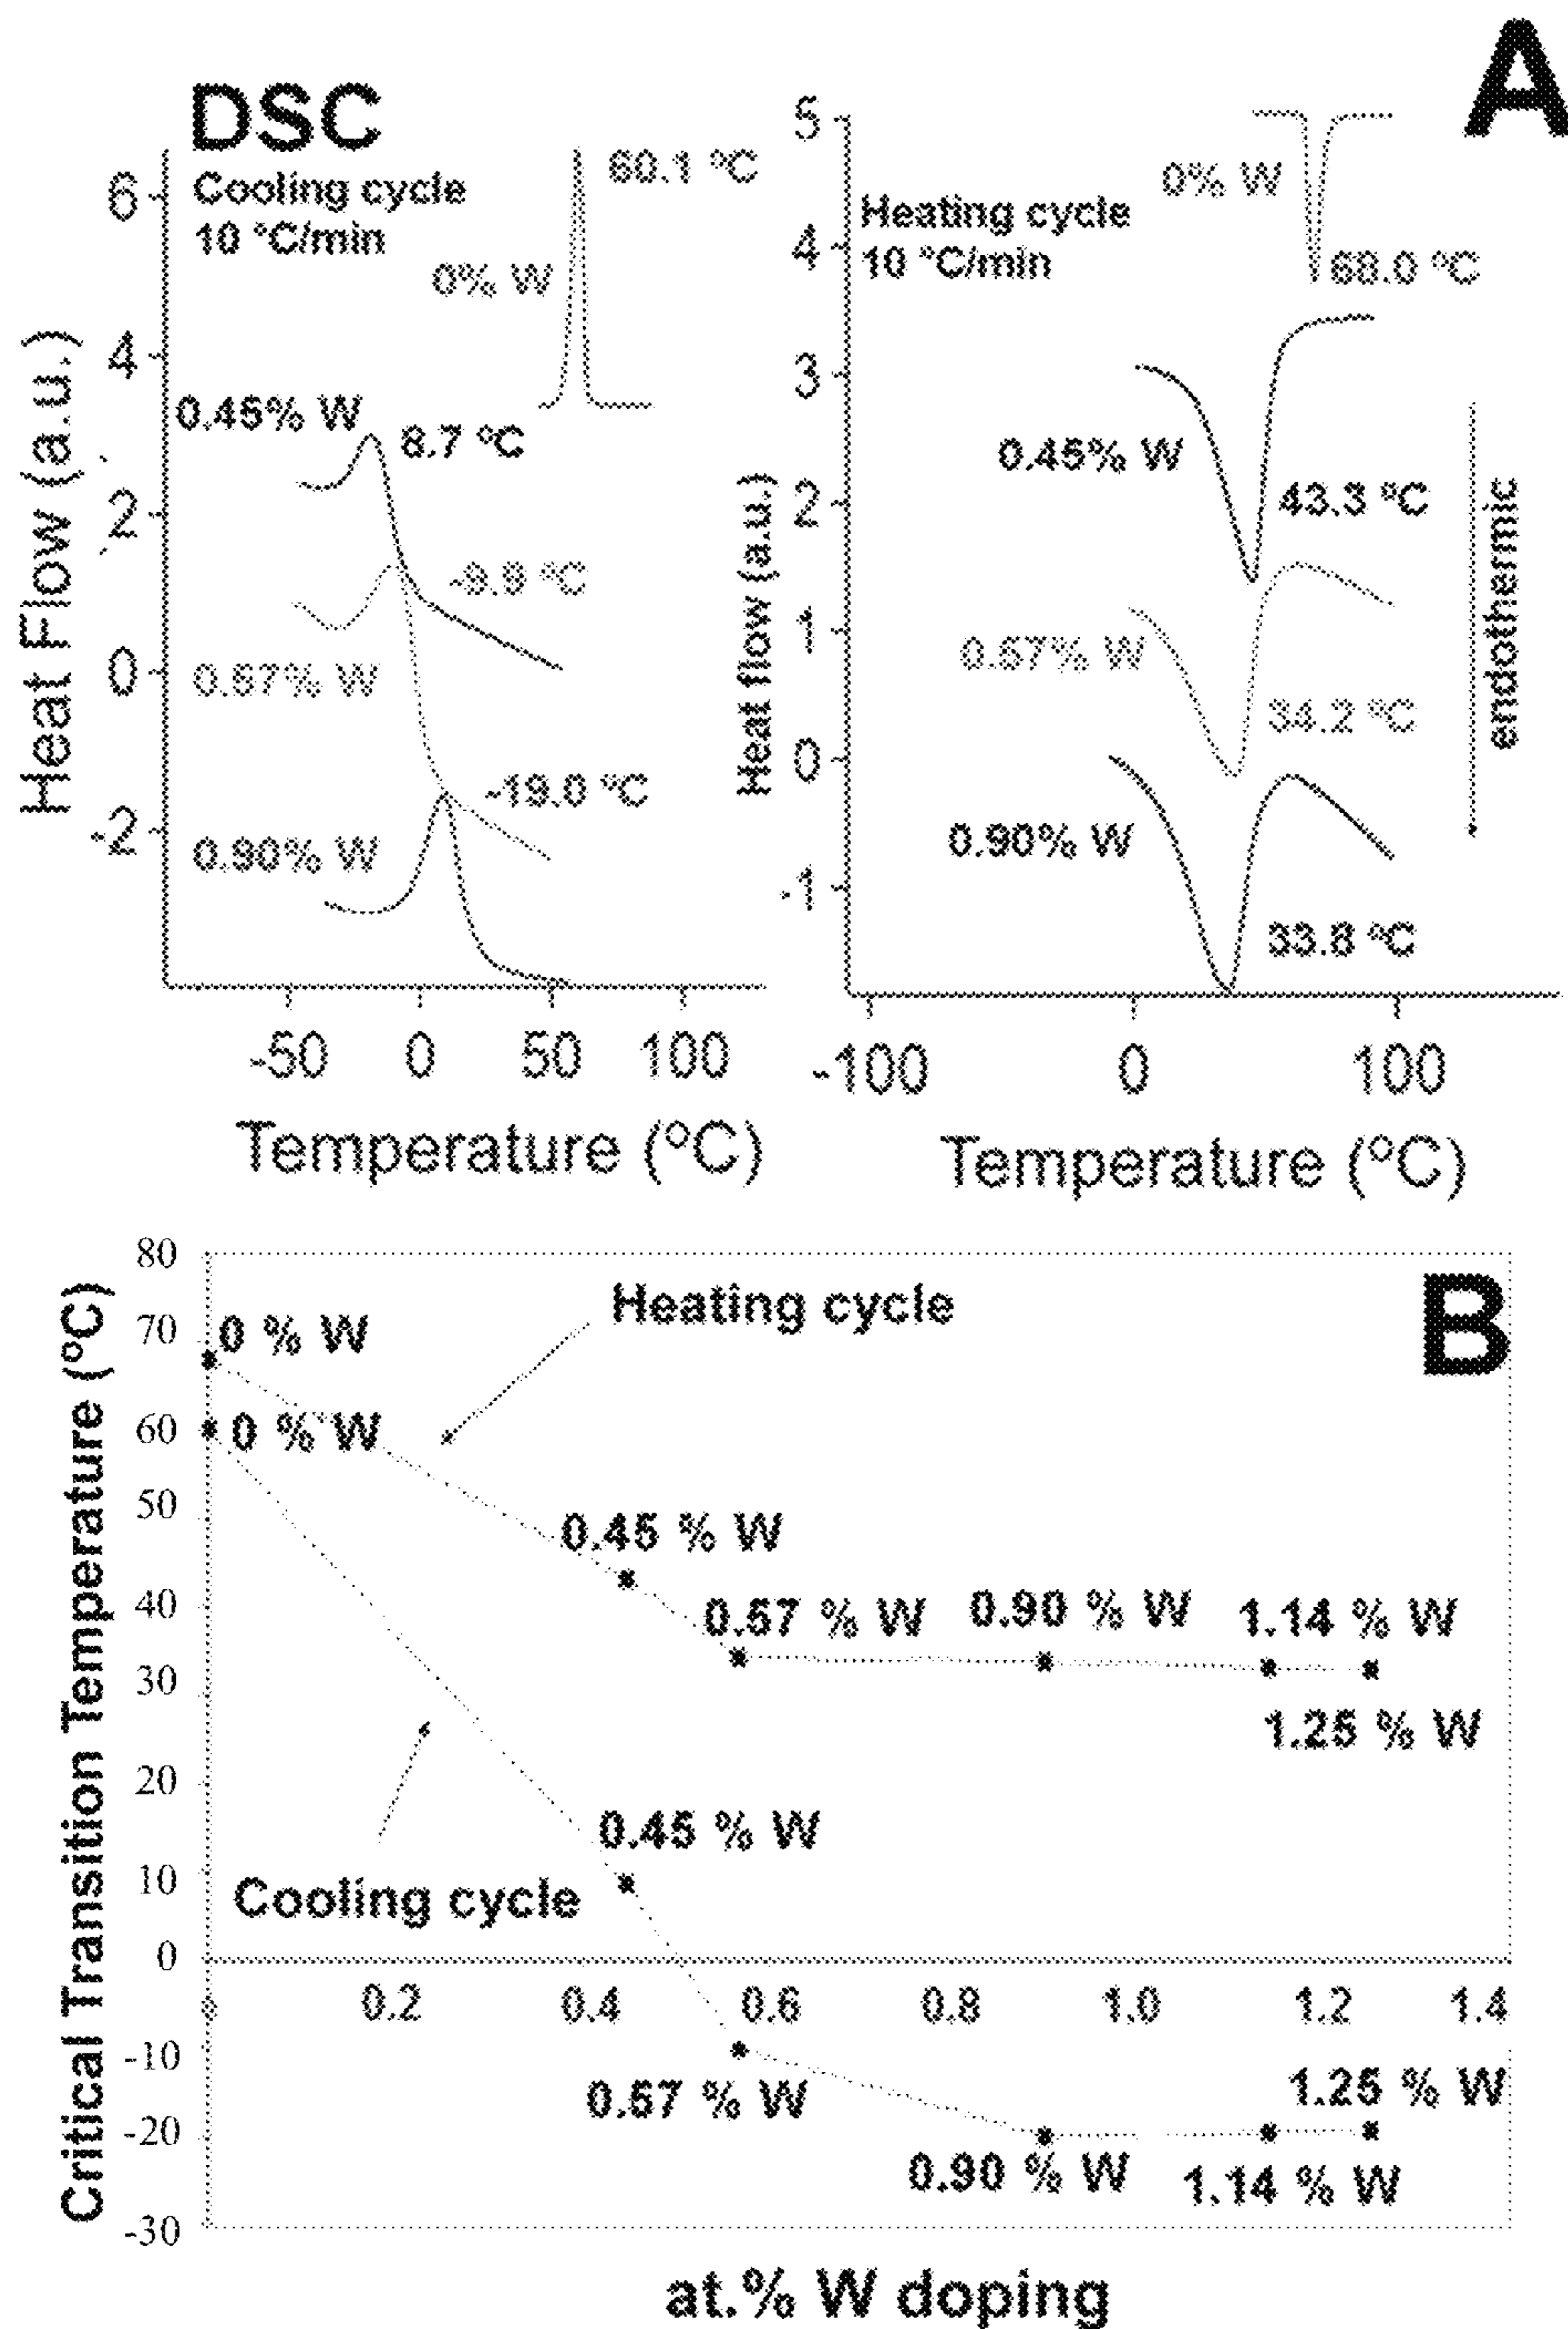 A
DSC
Cooling cycle
10 °C/min
60.1 °C
0% W
0.45% W
8.7 °C
-9.9 °C
0.57% W
-19.0 °C
0.90% W
6
4
2
0
-2
Heat Flow (a.u.)
-50 0 50 100
Temperature (°C)
Heating cycle
10 °C/min
0% W
68.0 °C
0.45% W
43.3 °C
0.57% W
34.2 °C
0.90% W
33.8 °C
endothermic
5
4
3
2
1
0
-1
Heat flow (a.u.)
-100 0 100
Temperature (°C)
B
Heating cycle
0 % W
0 % W
0.45 % W
0.57 % W
0.90 % W
1.14 % W
1.25 % W
0.45 % W
Cooling cycle
0.57 % W
0.90 % W
1.14 % W
1.25 % W
80
70
60
50
40
30
20
10
0
-10
-20
-30
Critical Transition Temperature (°C)
0 0.2 0.4 0.6 0.8 1.0 1.2 1.4
at.% W doping